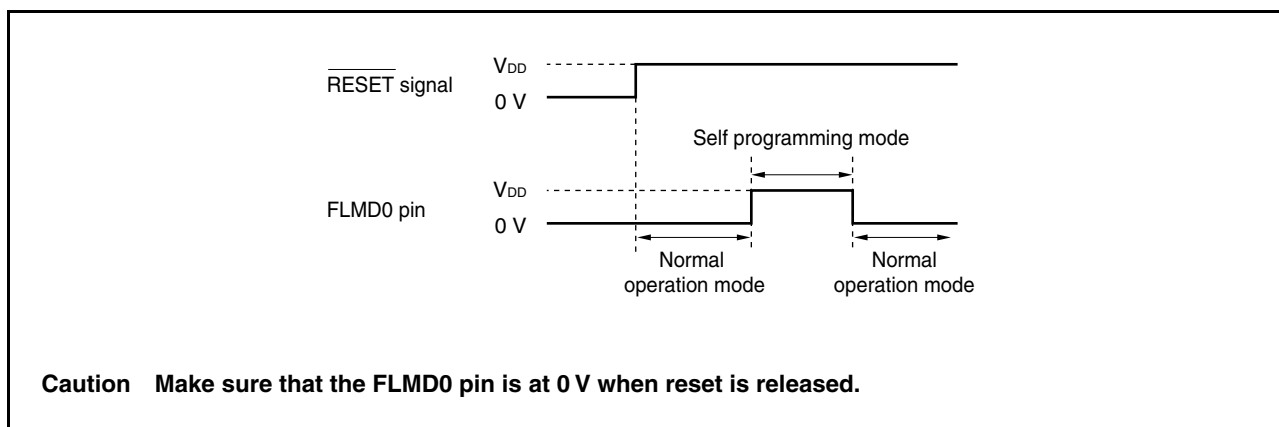 VDD
RESET signal
0 V
Self programming mode
VDD
FLMD0 pin
0 V
Normal
operation mode
Normal
operation mode
Caution Make sure that the FLMD0 pin is at 0 V when reset is released.